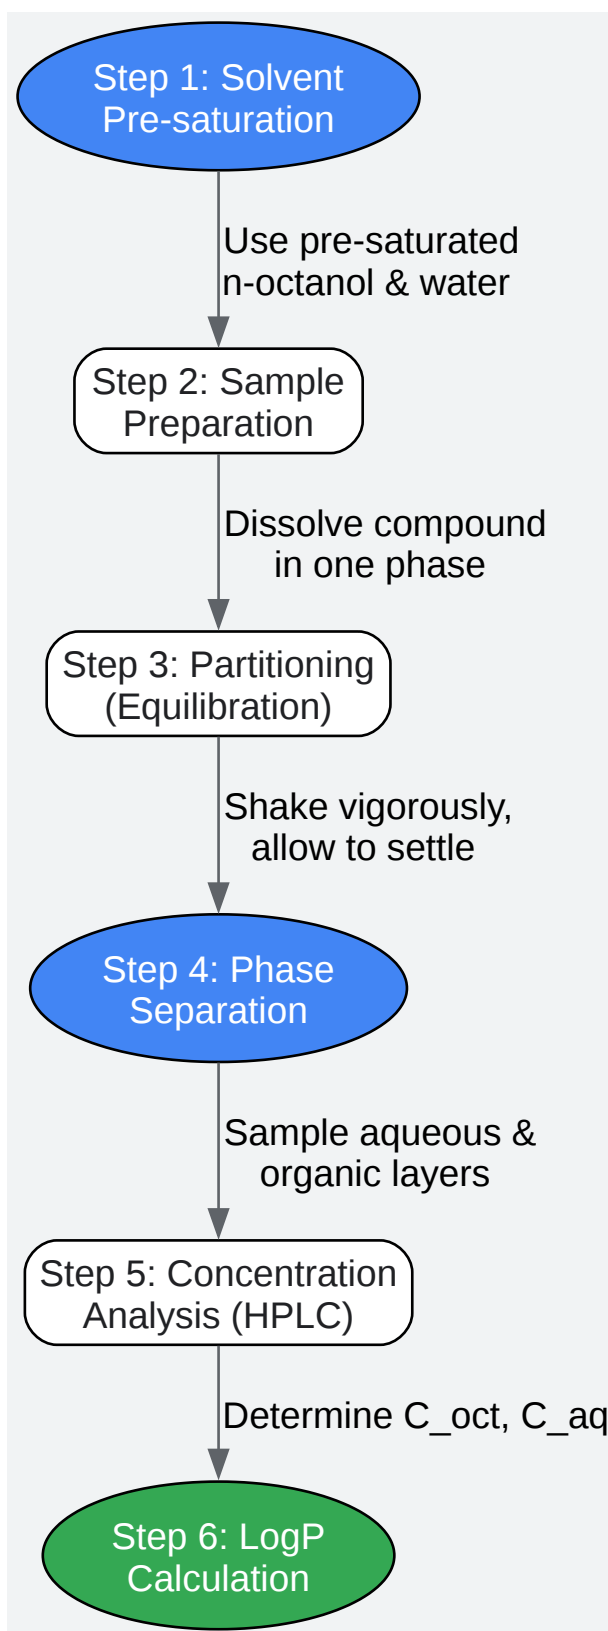 Step 1: Solvent
Pre-saturation
Use pre-saturated
n-octanol & water
Step 2: Sample
Preparation
Dissolve compound
in one phase
Step 3: Partitioning
(Equilibration)
Shake vigorously,
allow to settle
Step 4: Phase
Separation
Sample aqueous &
organic layers
Step 5: Concentration
Analysis (HPLC)
Determine C_oct, C_aq
Step 6: LogP
Calculation